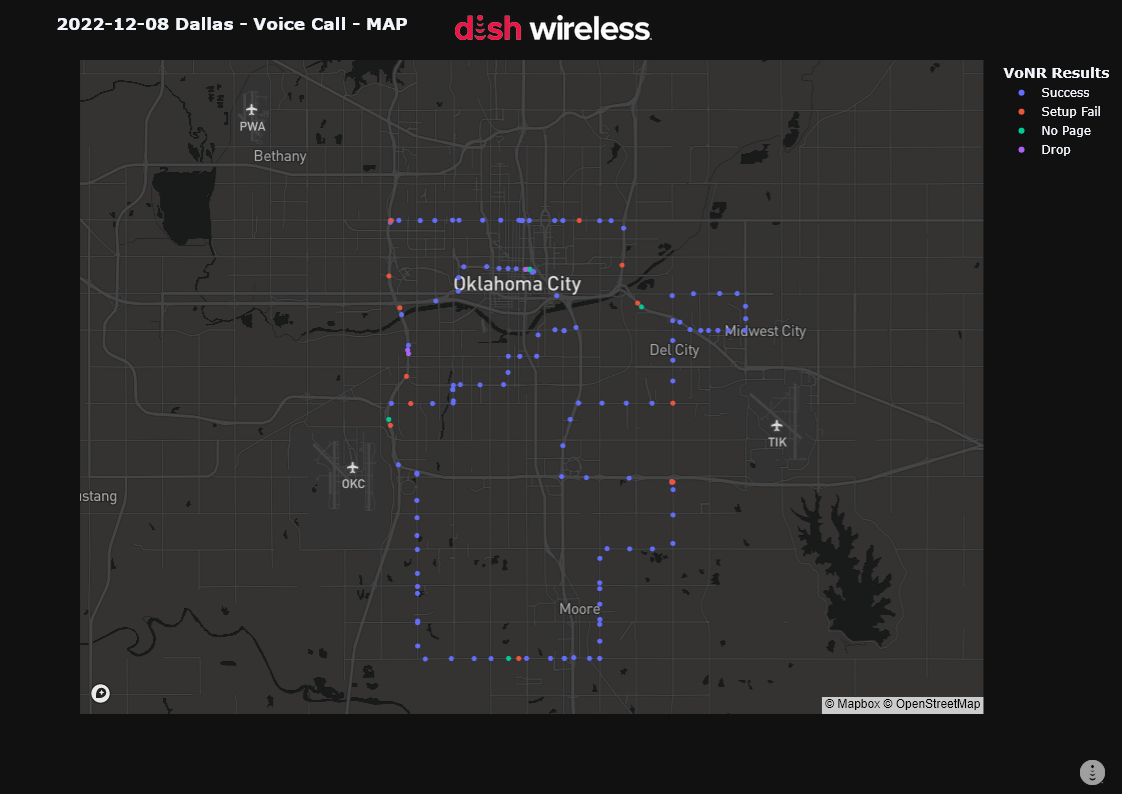 2022-12-08 Dallas - Voice Call - MAP
dish wireless.
VoNR Results
Success
Setup Fail
No Page
Drop
PWA
Bethany
Oklahoma City
Midwest City
Del City
TIK
OKC
ustang
Moore
© Mapbox © OpenStreetMap